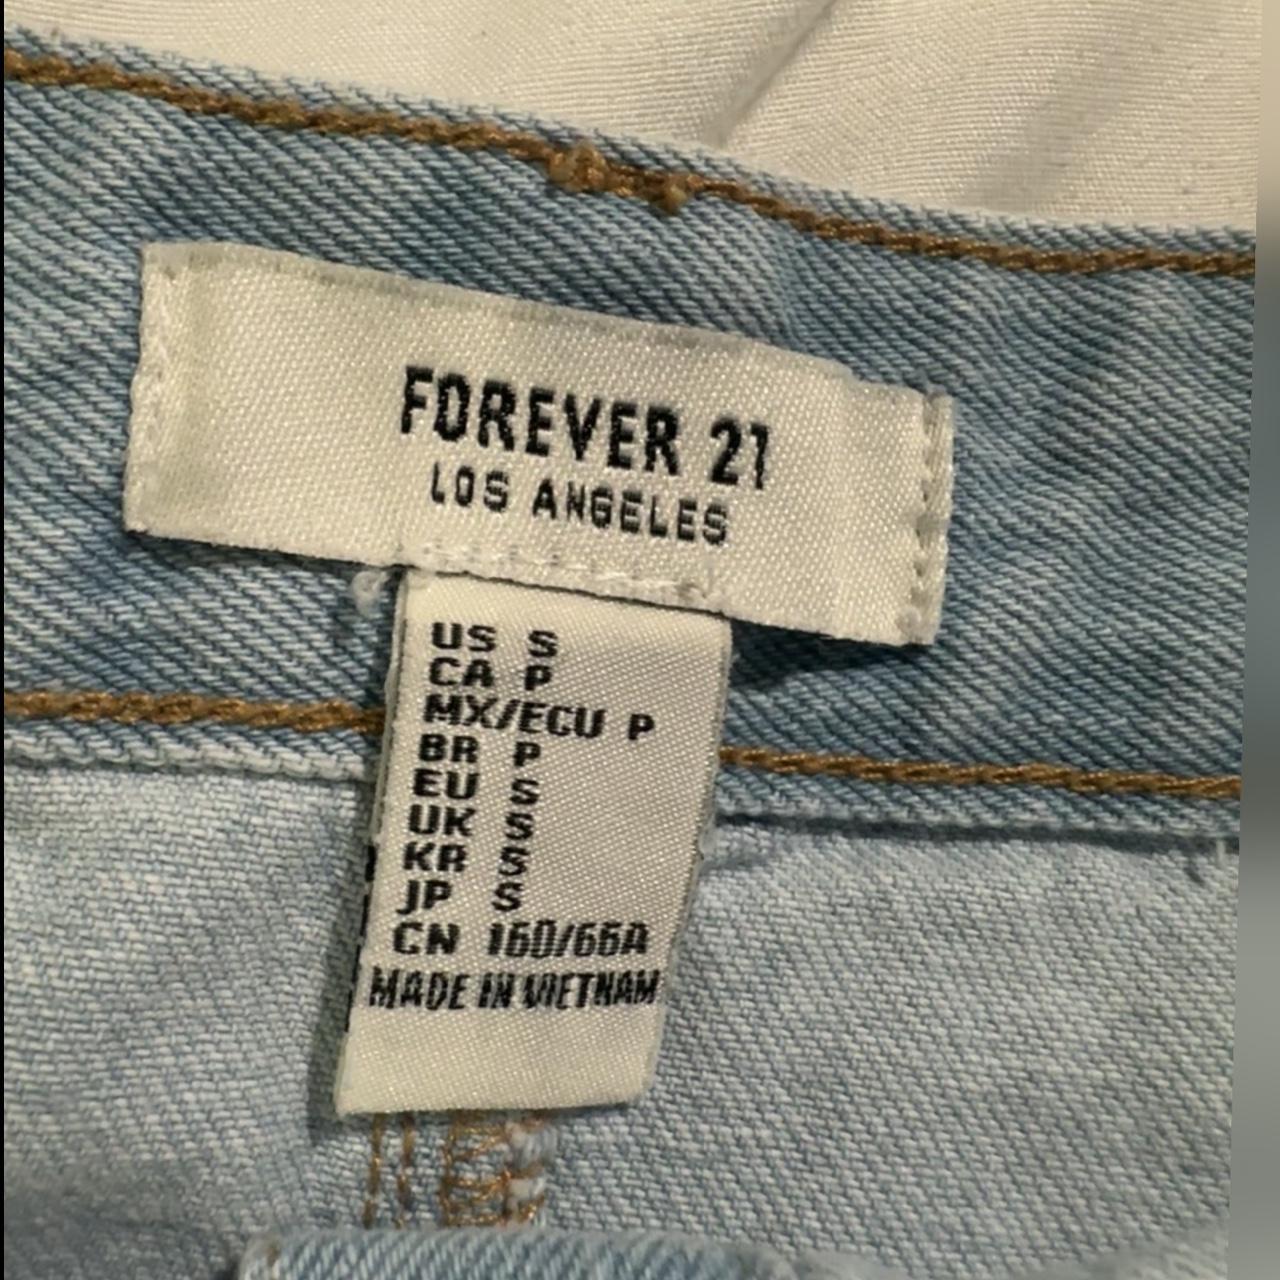 FOREVER 21
LOS ANGELES
US S
CA P
MX/ECU P
BR P
EU S
UK S
KR S
JP S
CN 160/66A
MADE IN VIETNAM